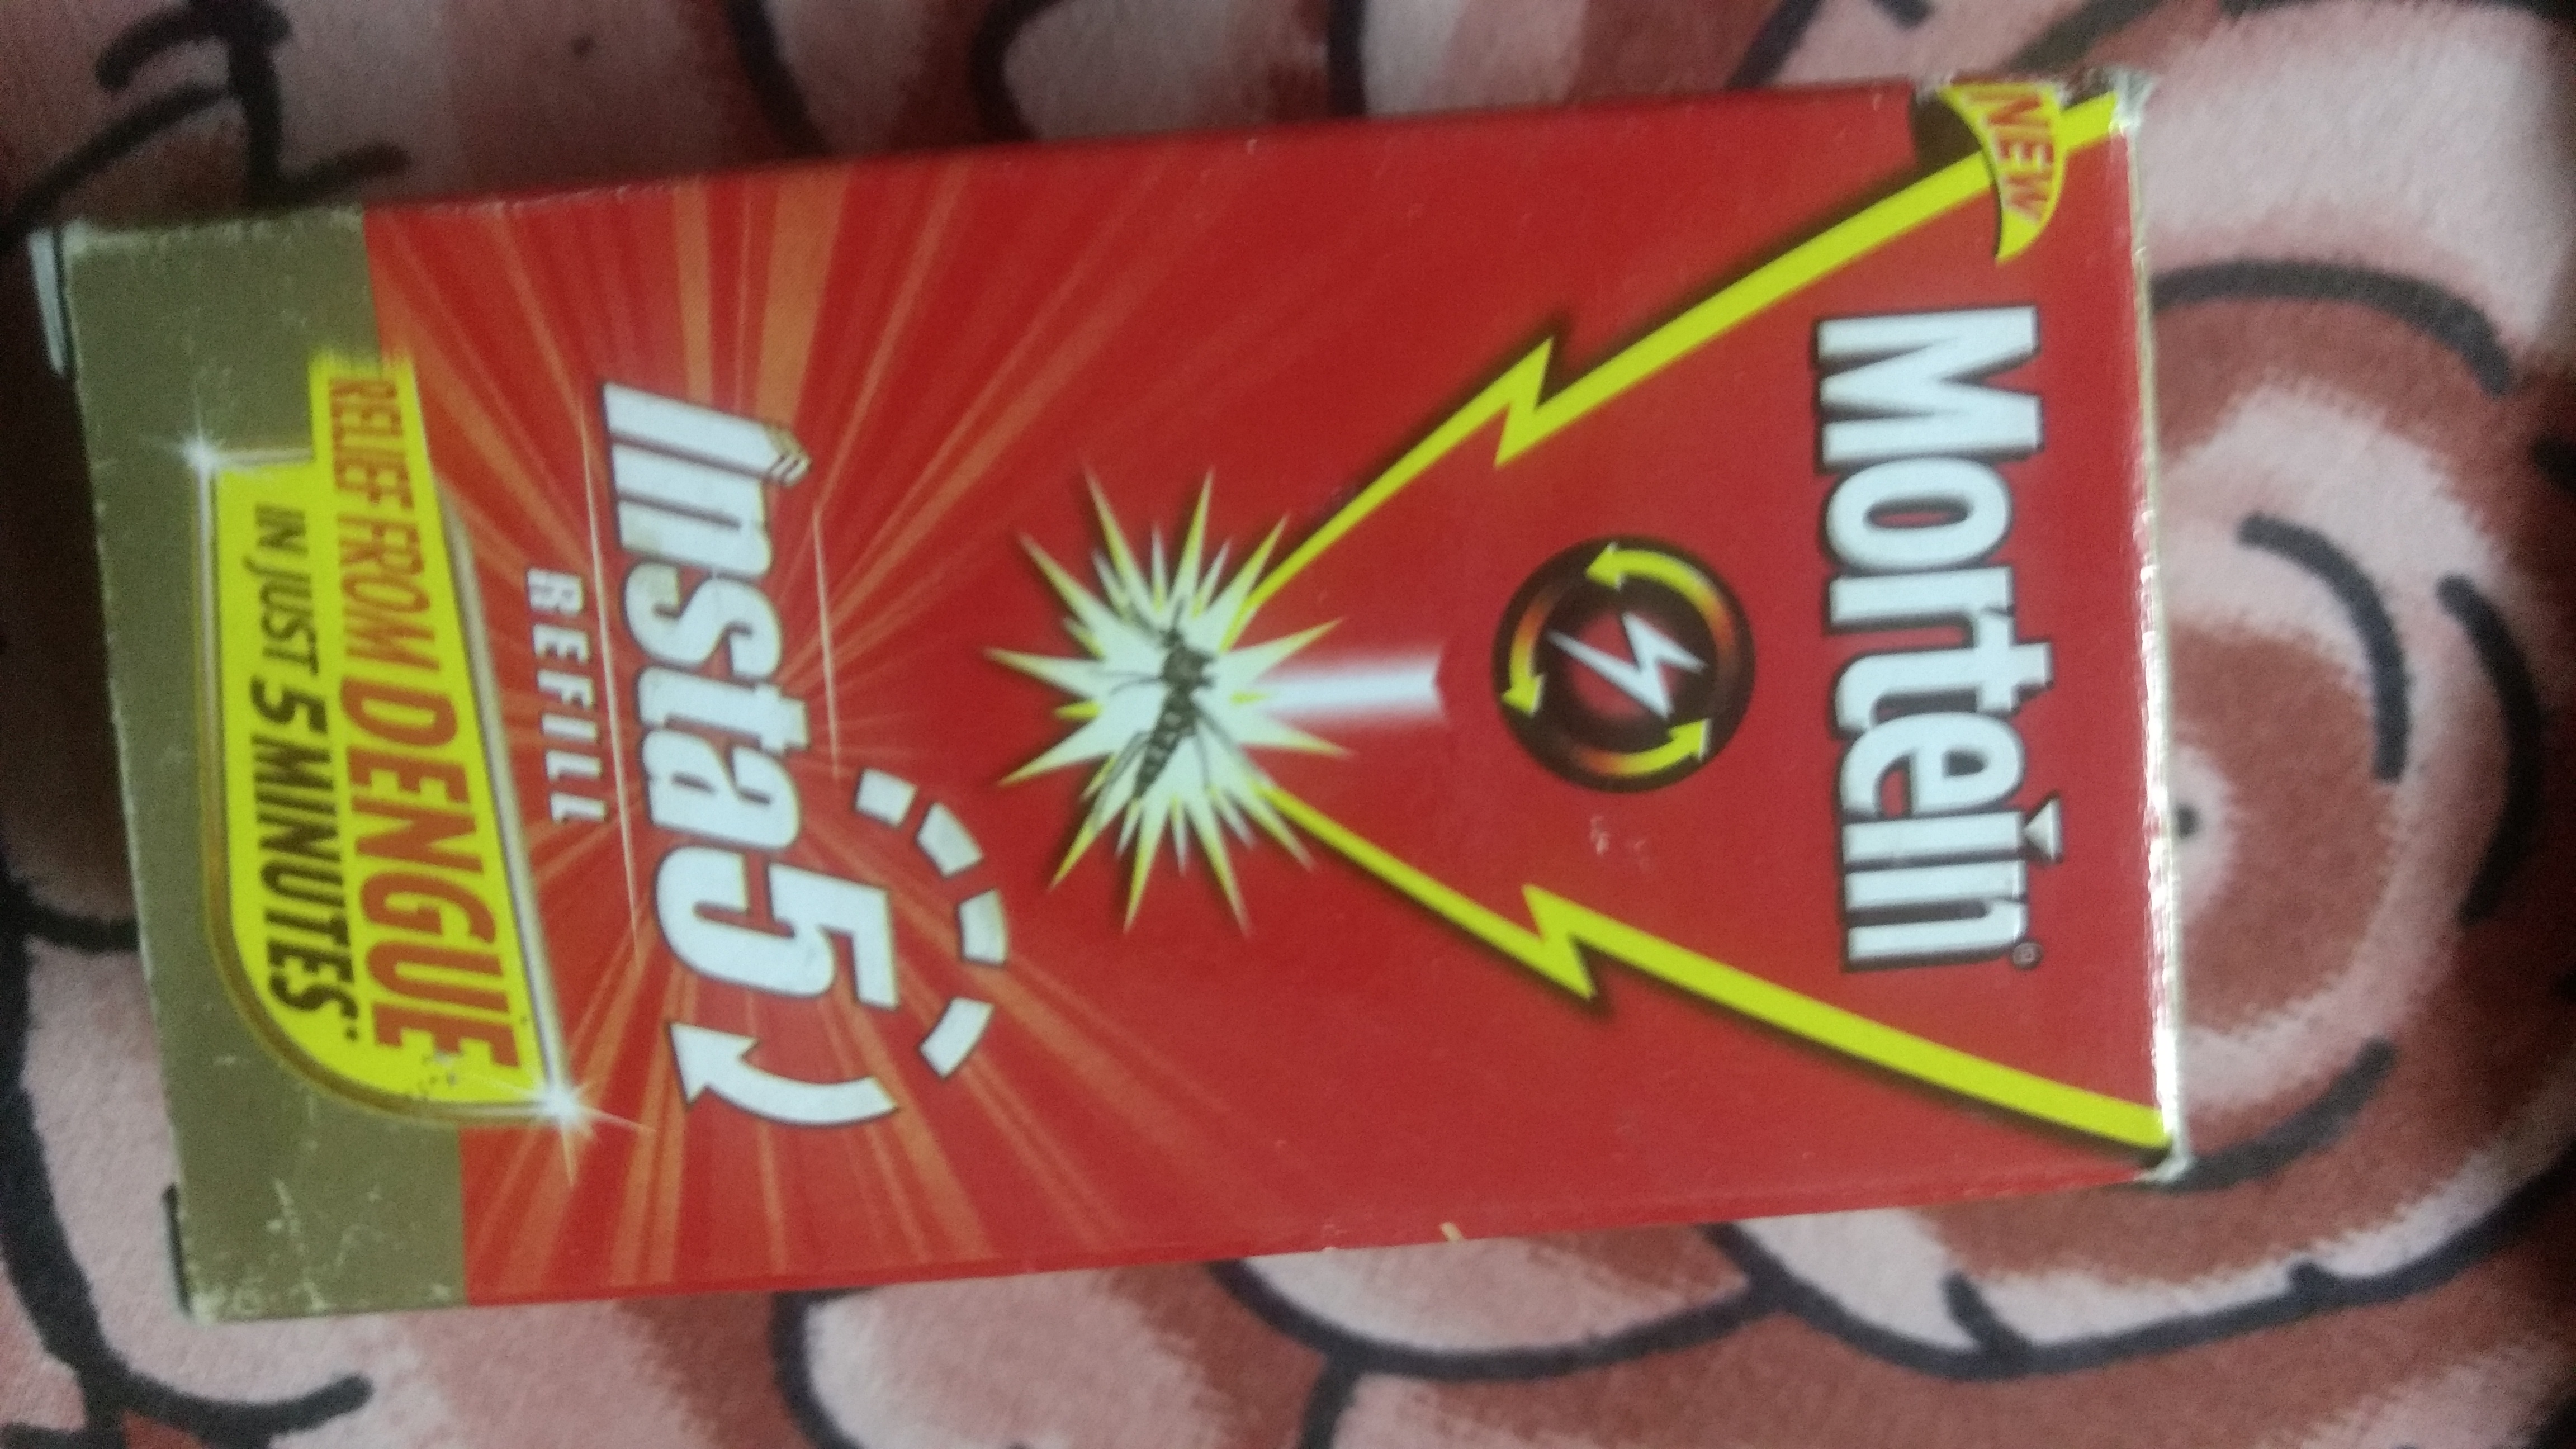 NEW
Mortein®
Insta5
REFILL
RELIEF FROM DENGUE
IN JUST 5 MINUTES*